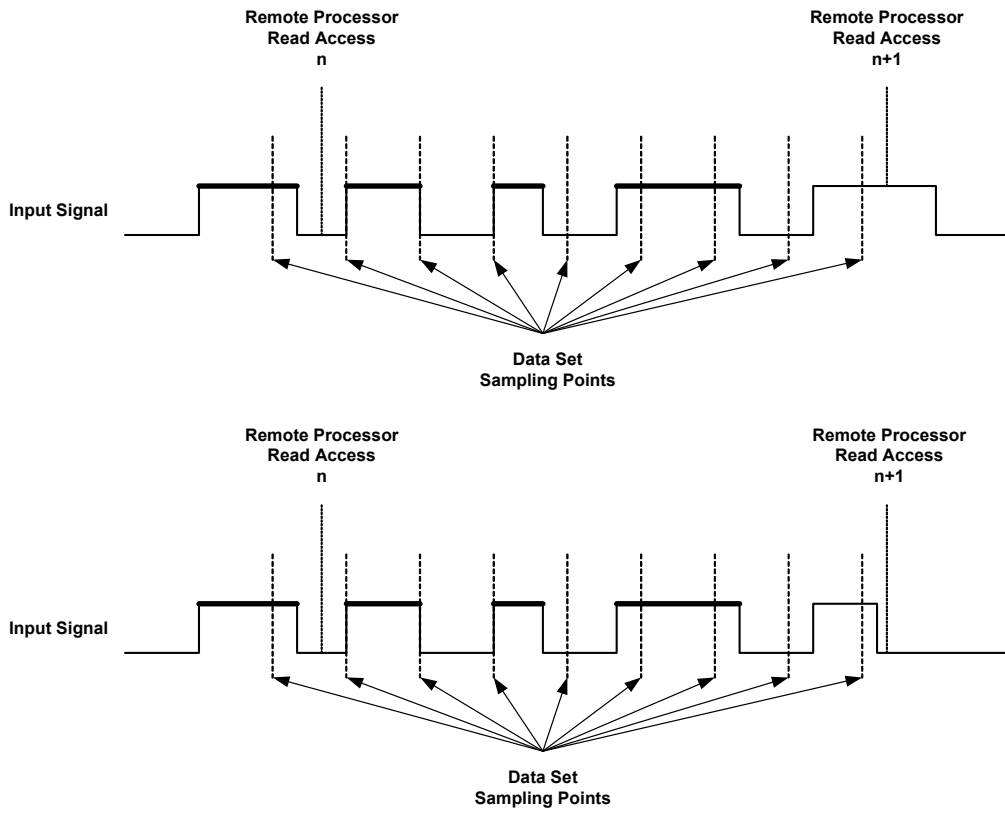 Remote Processor
Read Access
n
Remote Processor
Read Access
n+1
Input Signal
Data Set
Sampling Points
Remote Processor
Read Access
n
Remote Processor
Read Access
n+1
Input Signal
Data Set
Sampling Points